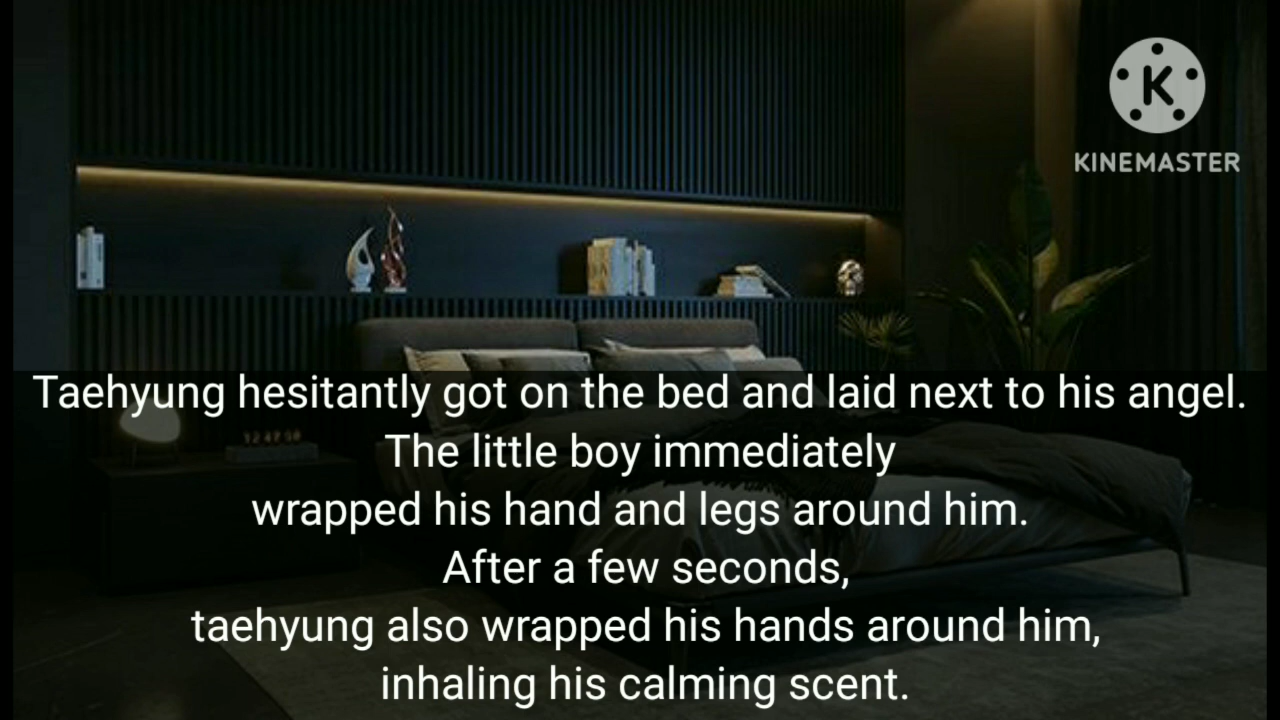 KINEMASTER
Taehyung hesitantly got on the bed and laid next to his angel.
The little boy immediately
wrapped his hand and legs around him.
After a few seconds,
taehyung also wrapped his hands around him,
inhaling his calming scent.